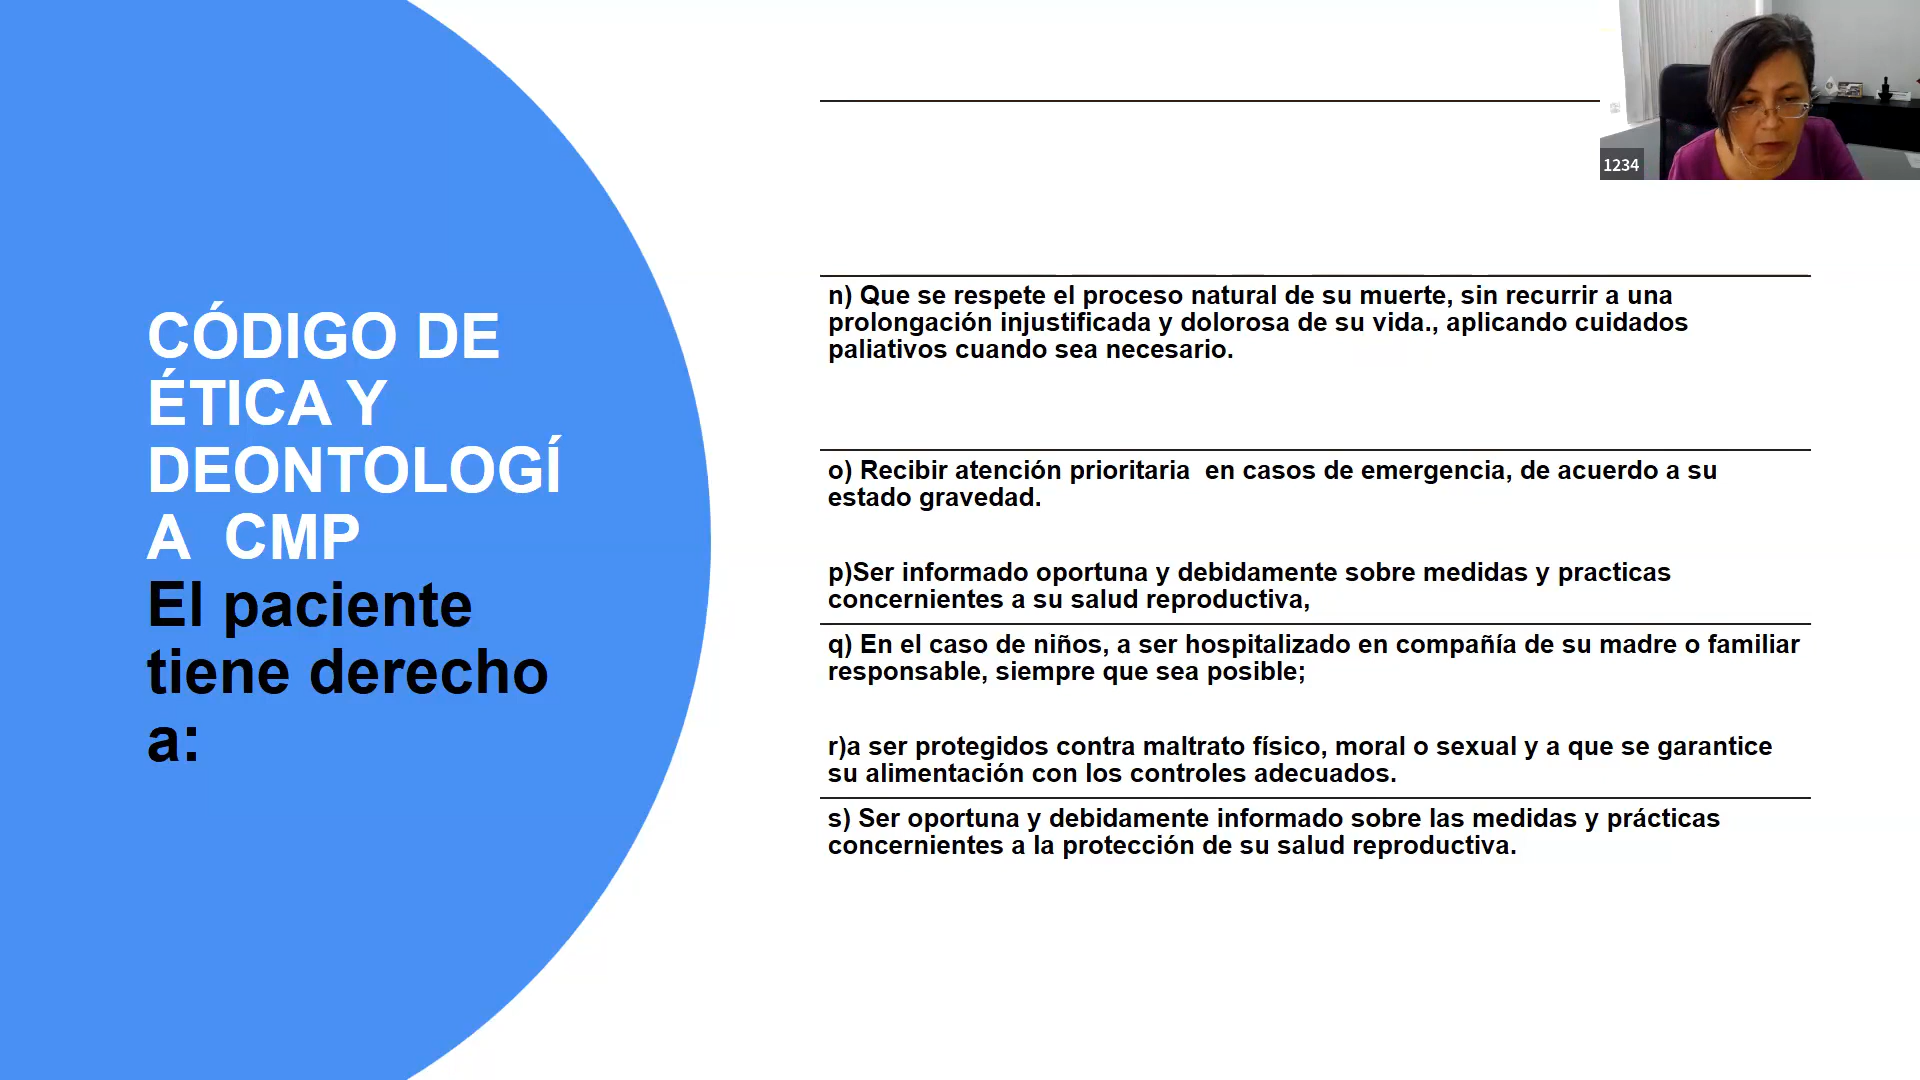 CÓDIGO DE
ÉTICA Y
DEONTOLOGÍ
A  CMP
El paciente
tiene derecho
a:
1234
n) Que se respete el proceso natural de su muerte, sin recurrir a una
prolongación injustificada y dolorosa de su vida., aplicando cuidados
paliativos cuando sea necesario.
o) Recibir atención prioritaria  en casos de emergencia, de acuerdo a su
estado gravedad.
p)Ser informado oportuna y debidamente sobre medidas y practicas
concernientes a su salud reproductiva,
q) En el caso de niños, a ser hospitalizado en compañía de su madre o familiar
responsable, siempre que sea posible;
r)a ser protegidos contra maltrato físico, moral o sexual y a que se garantice
su alimentación con los controles adecuados.
s) Ser oportuna y debidamente informado sobre las medidas y prácticas
concernientes a la protección de su salud reproductiva.